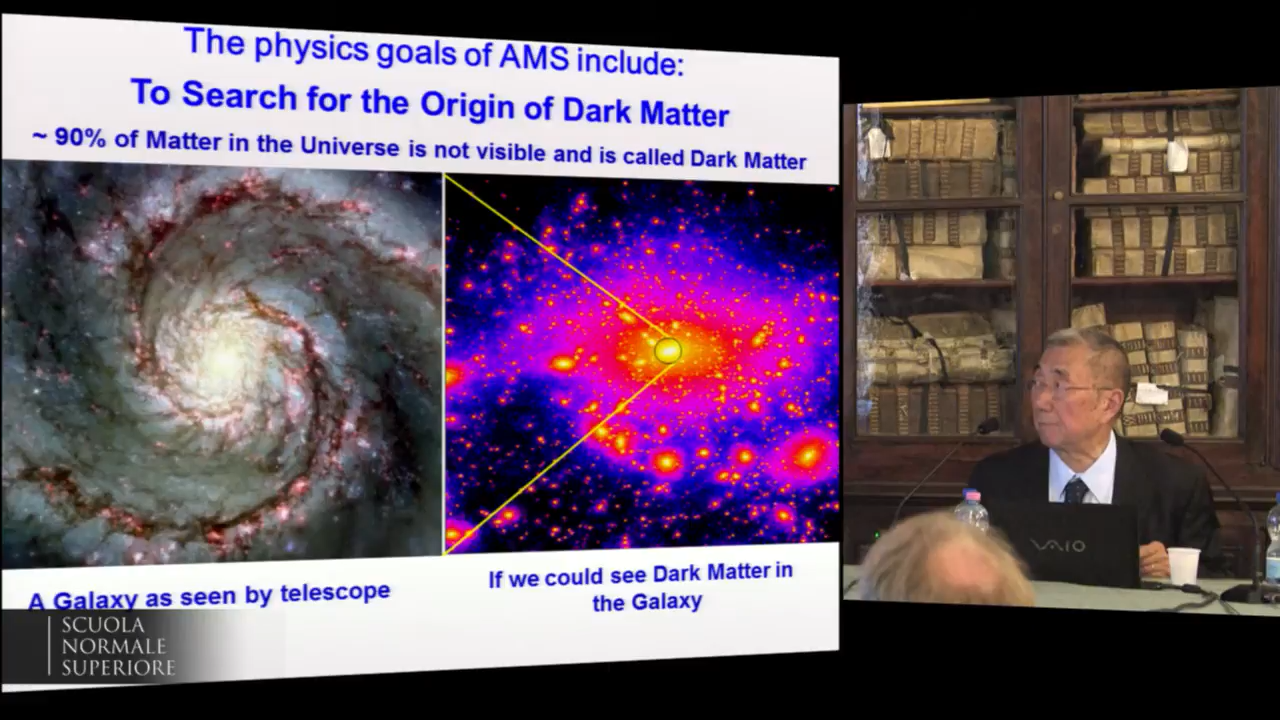 The physics goals of AMS include:
To Search for the Origin of Dark Matter
~ 90% of Matter in the Universe is not visible and is called Dark Matter
A Galaxy as seen by telescope
If we could see Dark Matter in
the Galaxy
SCUOLA
NORMALE
SUPERIORE
VAIO